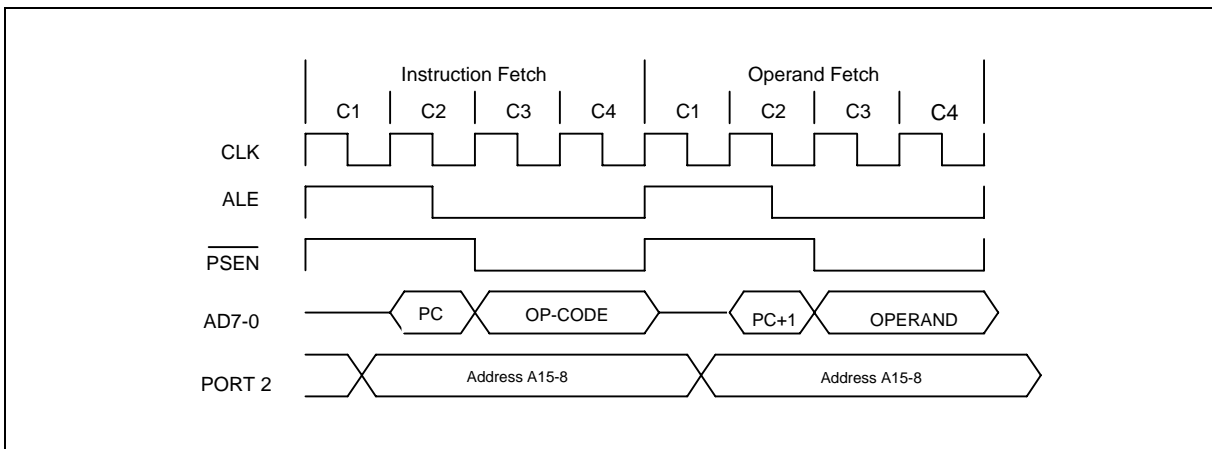 Instruction Fetch Operand Fetch
C1 C2 C3 C4 C1 C2 C3 C4
CLK
ALE
PSEN
AD7-0 PC OP-CODE PC+1 OPERAND
PORT 2 Address A15-8 Address A15-8